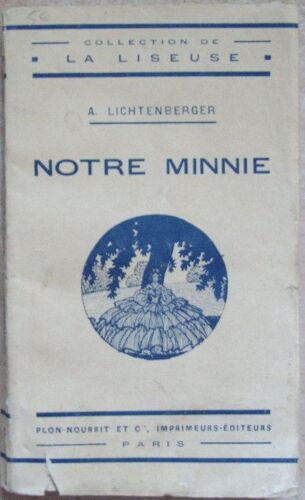 COLLECTION DE
LA LISEUSE
A. LICHTENBERGER
NOTRE MINNIE
PLON-NOURRIT ET Cⁱᵉ, IMPRIMEURS-ÉDITEURS
PARIS